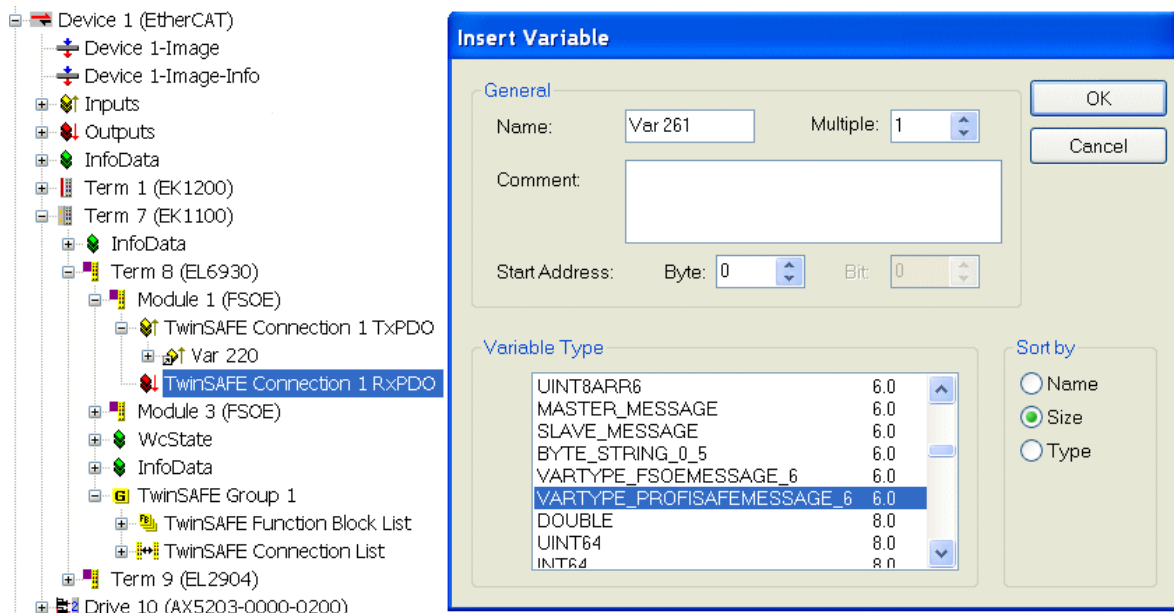 Device 1 (EtherCAT)
Device 1-Image
Device 1-Image-Info
Inputs
Outputs
InfoData
Term 1 (EK1200)
Term 7 (EK1100)
InfoData
Term 8 (EL6930)
Module 1 (FSOE)
TwinSAFE Connection 1 TxPDO
Var 220
TwinSAFE Connection 1 RxPDO
Module 3 (FSOE)
WcState
InfoData
G TwinSAFE Group 1
TwinSAFE Function Block List
TwinSAFE Connection List
Term 9 (EL2904)
Drive 10 (AX5203-0000-0200)
Insert Variable
General
Name: Var 261 Multiple: 1
Comment:
Start Address: Byte: 0 Bit: 0
OK
Cancel
Variable Type
UINT8ARR6 6.0
MASTER_MESSAGE 6.0
SLAVE_MESSAGE 6.0
BYTE_STRING_0_5 6.0
VARTYPE_FSOEMESSAGE_6 6.0
VARTYPE_PROFISAFEMESSAGE_6 6.0
DOUBLE 8.0
UINT64 8.0
INT64 8.0
Sort by
Name
Size
Type